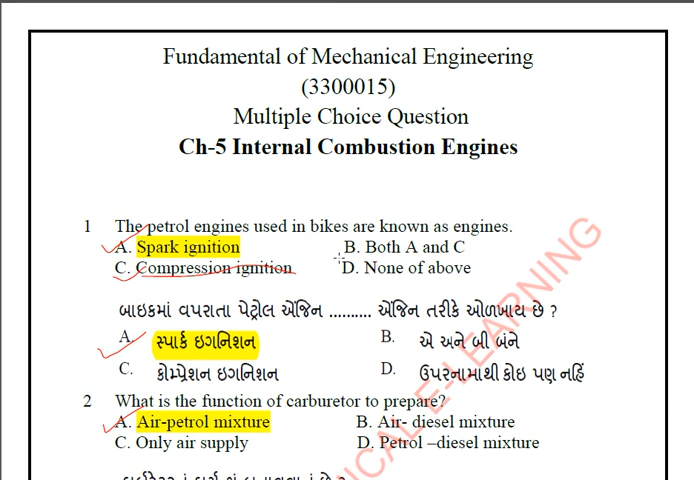 Fundamental of Mechanical Engineering
(3300015)
Multiple Choice Question
Ch-5 Internal Combustion Engines
1 The petrol engines used in bikes are known as engines.
A. Spark ignition B. Both A and C
C. Compression ignition D. None of above
બાઇકમાં વપરાતા પેટ્રોલ એંજિન .......... એંજિન તરીકે ઓળખાય છે ?
A. સ્પાર્ક ઇગનિશન B. એ અને બી બંને
C. કોમ્પ્રેશન ઇગનિશન D. ઉપરનામાથી કોઇ પણ નહિં
2 What is the function of carburetor to prepare?
A. Air-petrol mixture B. Air- diesel mixture
C. Only air supply D. Petrol –diesel mixture
ICAL E-LEARNING